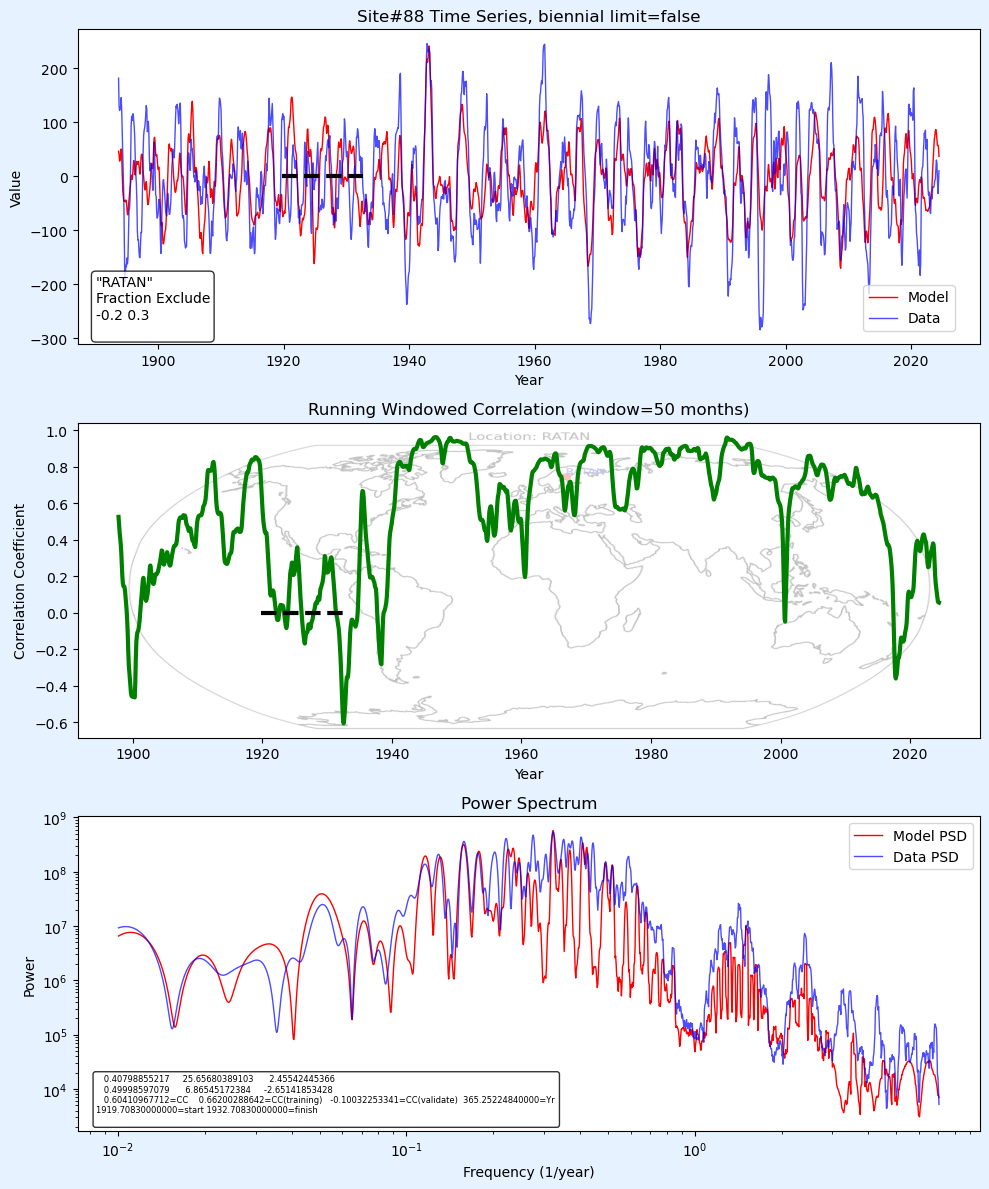 Site#88 Time Series, biennial limit=false
Value
200
100
0
−100
−200
−300
"RATAN"
Fraction Exclude
-0.2 0.3
Model
Data
1900 1920 1940 1960 1980 2000 2020
Year
Running Windowed Correlation (window=50 months)
Location: RATAN
Correlation Coefficient
1.0
0.8
0.6
0.4
0.2
0.0
−0.2
−0.4
−0.6
1900 1920 1940 1960 1980 2000 2020
Year
Power Spectrum
Model PSD
Data PSD
Power
10^9
10^8
10^7
10^6
10^5
10^4
0.40798855217 25.65680389103 2.45542445366
0.49998597079 6.86545172384 -2.65141853428
0.60410967712=CC 0.66200288642=CC(training) -0.10032253341=CC(validate) 365.25224840000=Yr
1919.70830000000=start 1932.70830000000=finish
10^−2 10^−1 10^0
Frequency (1/year)